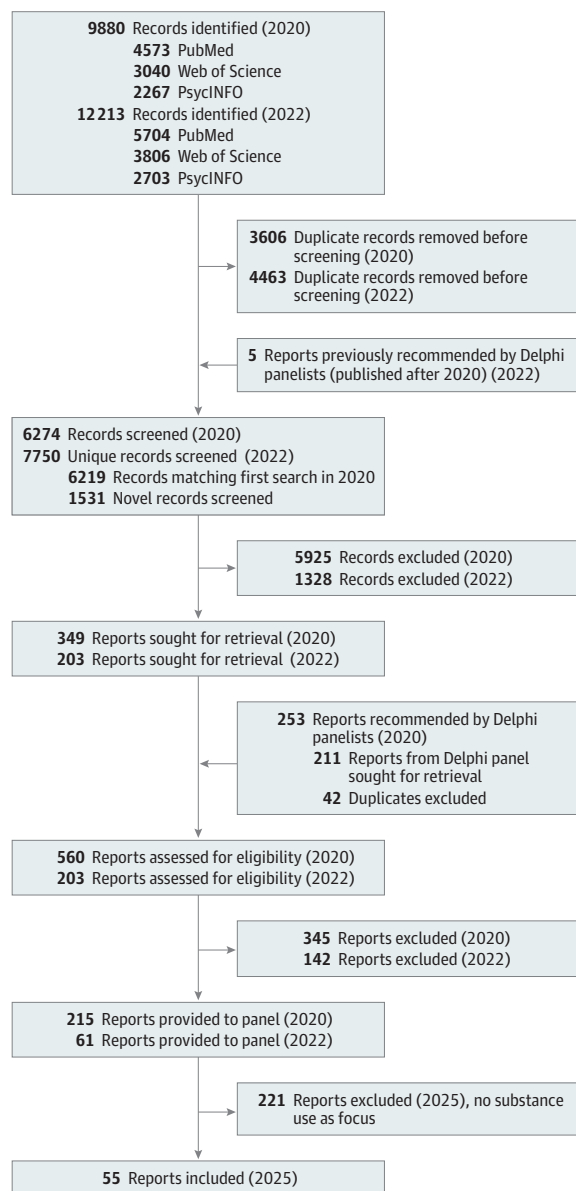 9880 Records identified (2020)
4573 PubMed
3040 Web of Science
2267 PsycINFO
12 213 Records identified (2022)
5704 PubMed
3806 Web of Science
2703 PsycINFO
3606 Duplicate records removed before
screening (2020)
4463 Duplicate records removed before
screening (2022)
5 Reports previously recommended by Delphi
panelists (published after 2020) (2022)
6274 Records screened (2020)
7750 Unique records screened (2022)
6219 Records matching first search in 2020
1531 Novel records screened
5925 Records excluded (2020)
1328 Records excluded (2022)
349 Reports sought for retrieval (2020)
203 Reports sought for retrieval (2022)
253 Reports recommended by Delphi
panelists (2020)
211 Reports from Delphi panel
sought for retrieval
42 Duplicates excluded
560 Reports assessed for eligibility (2020)
203 Reports assessed for eligibility (2022)
345 Reports excluded (2020)
142 Reports excluded (2022)
215 Reports provided to panel (2020)
61 Reports provided to panel (2022)
221 Reports excluded (2025), no substance
use as focus
55 Reports included (2025)